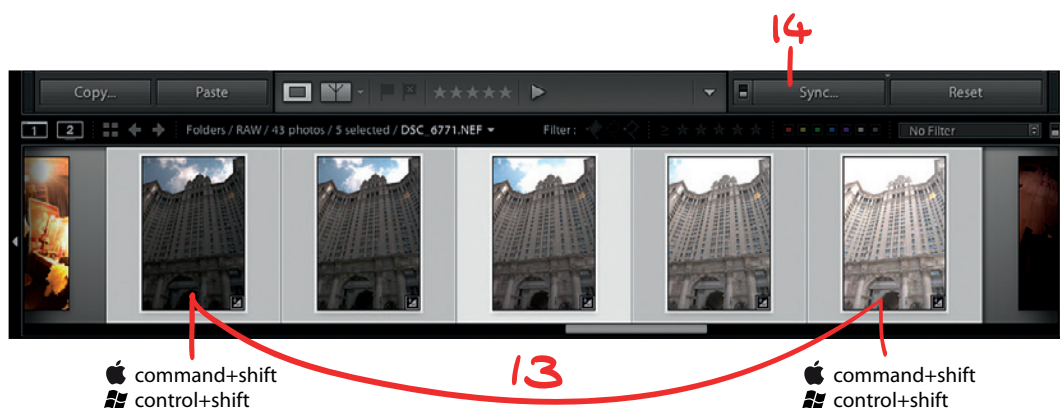 14
Copy... Paste Sync... Reset
1 2 Folders / RAW / 43 photos / 5 selected / DSC_6771.NEF Filter : No Filter
13
command+shift command+shift
control+shift control+shift